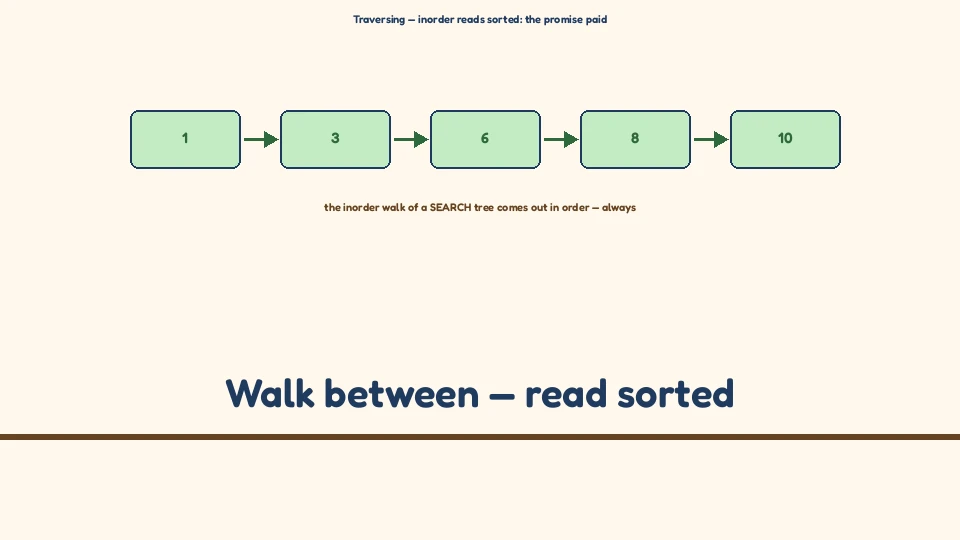 Traversing — inorder reads sorted: the promise paid
1 3 6 8 10
the inorder walk of a SEARCH tree comes out in order — always
Walk between — read sorted